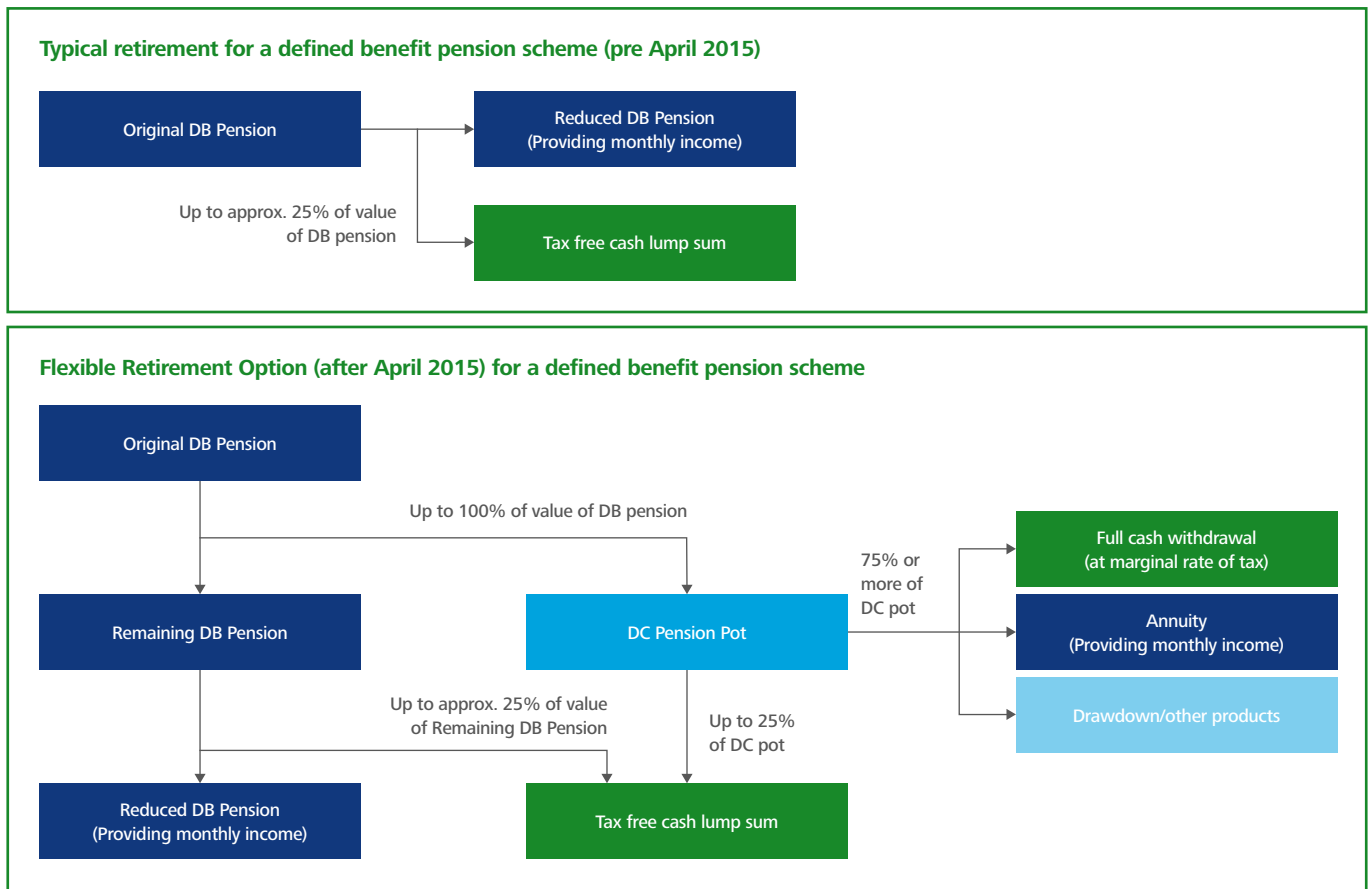 Typical retirement for a defined benefit pension scheme (pre April 2015)
Original DB Pension
Reduced DB Pension
(Providing monthly income)
Up to approx. 25% of value
of DB pension
Tax free cash lump sum
Flexible Retirement Option (after April 2015) for a defined benefit pension scheme
Original DB Pension
Up to 100% of value of DB pension
Remaining DB Pension
DC Pension Pot
75% or
more of
DC pot
Full cash withdrawal
(at marginal rate of tax)
Annuity
(Providing monthly income)
Drawdown/other products
Up to approx. 25% of value
of Remaining DB Pension
Up to 25%
of DC pot
Reduced DB Pension
(Providing monthly income)
Tax free cash lump sum